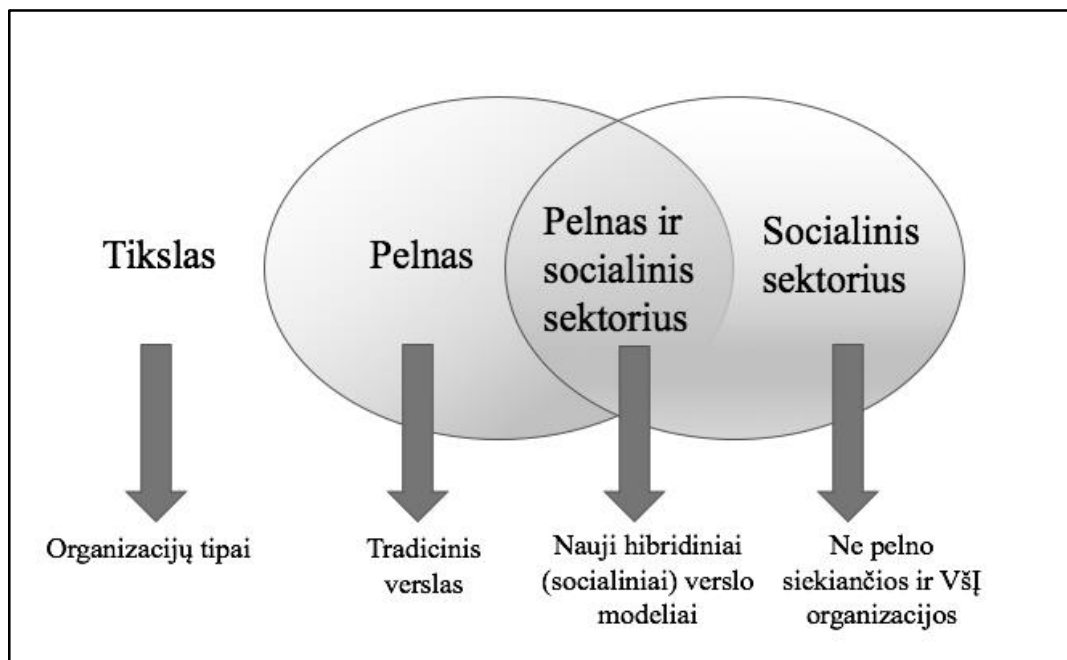 Tikslas
Pelnas
Pelnas ir
socialinis
sektorius
Socialinis
sektorius
Organizacijų tipai
Tradicinis
verslas
Nauji hibridiniai
(socialiniai) verslo
modeliai
Ne pelno
siekiančios ir VšĮ
organizacijos